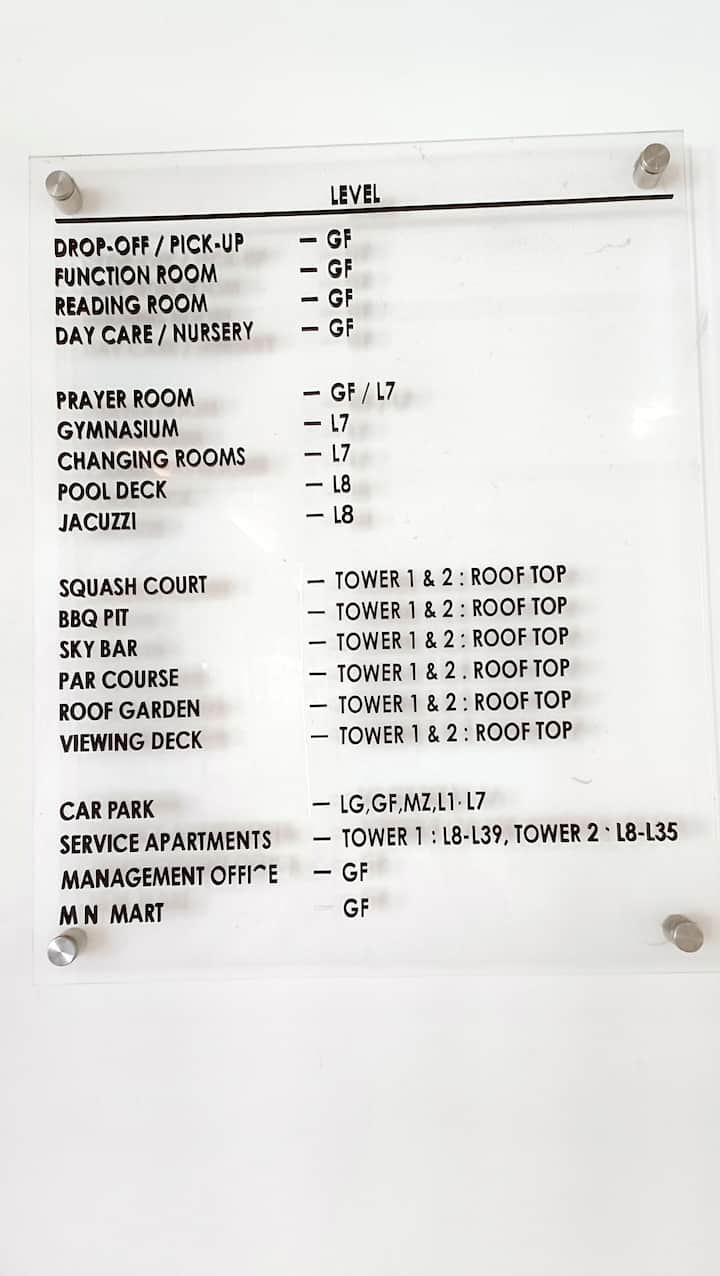 LEVEL
DROP-OFF / PICK-UP — GF
FUNCTION ROOM — GF
READING ROOM — GF
DAY CARE / NURSERY — GF
PRAYER ROOM — GF / L7
GYMNASIUM — L7
CHANGING ROOMS — L7
POOL DECK — L8
JACUZZI — L8
SQUASH COURT — TOWER 1 & 2 : ROOF TOP
BBQ PIT — TOWER 1 & 2 : ROOF TOP
SKY BAR — TOWER 1 & 2 : ROOF TOP
PAR COURSE — TOWER 1 & 2 . ROOF TOP
ROOF GARDEN — TOWER 1 & 2 : ROOF TOP
VIEWING DECK — TOWER 1 & 2 : ROOF TOP
CAR PARK — LG,GF,MZ,L1-L7
SERVICE APARTMENTS — TOWER 1 : L8-L39, TOWER 2 : L8-L35
MANAGEMENT OFFICE — GF
M N MART GF